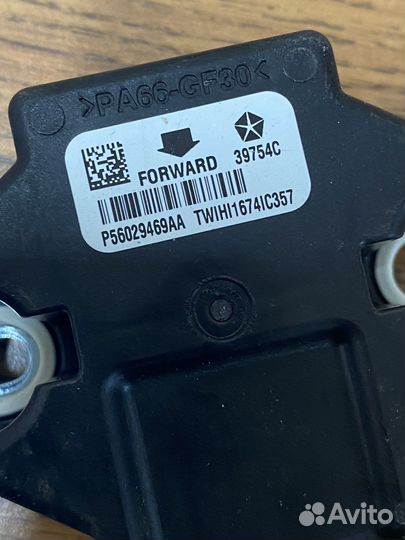 >PA66-GF30<
FORWARD 39754C
P56029469AA TWIHI1674IC357
Avito